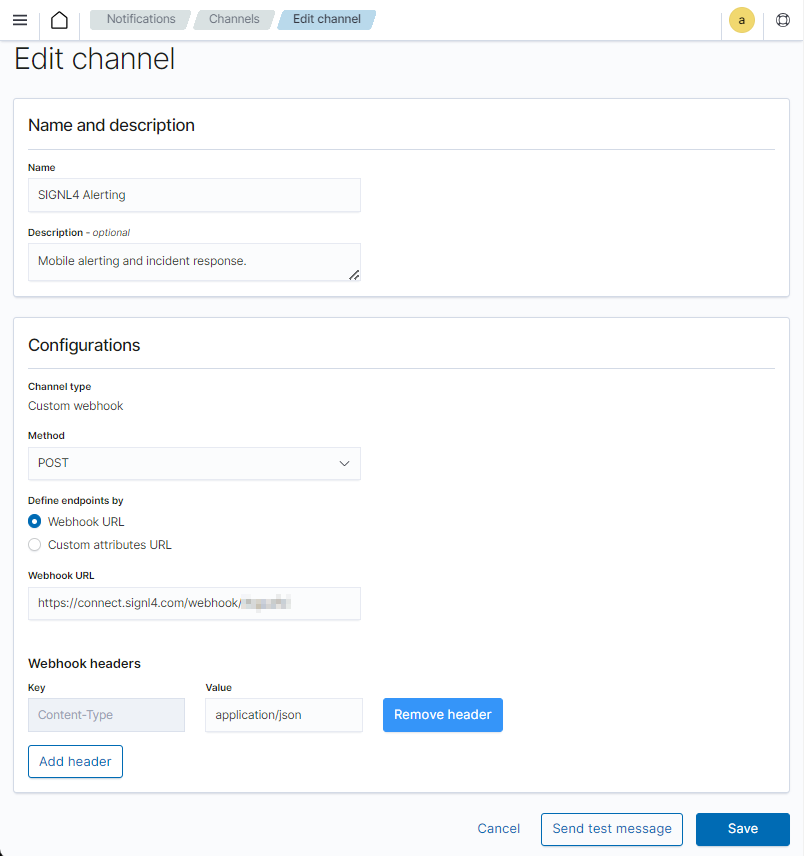 Notifications
Channels
Edit channel
a
Edit channel
Name and description
Name
SIGNL4 Alerting
Description - optional
Mobile alerting and incident response.
Configurations
Channel type
Custom webhook
Method
POST
Define endpoints by
Webhook URL
Custom attributes URL
Webhook URL
https://connect.signl4.com/webhook/
Webhook headers
Key Value
Content-Type application/json Remove header
Add header
Cancel Send test message Save